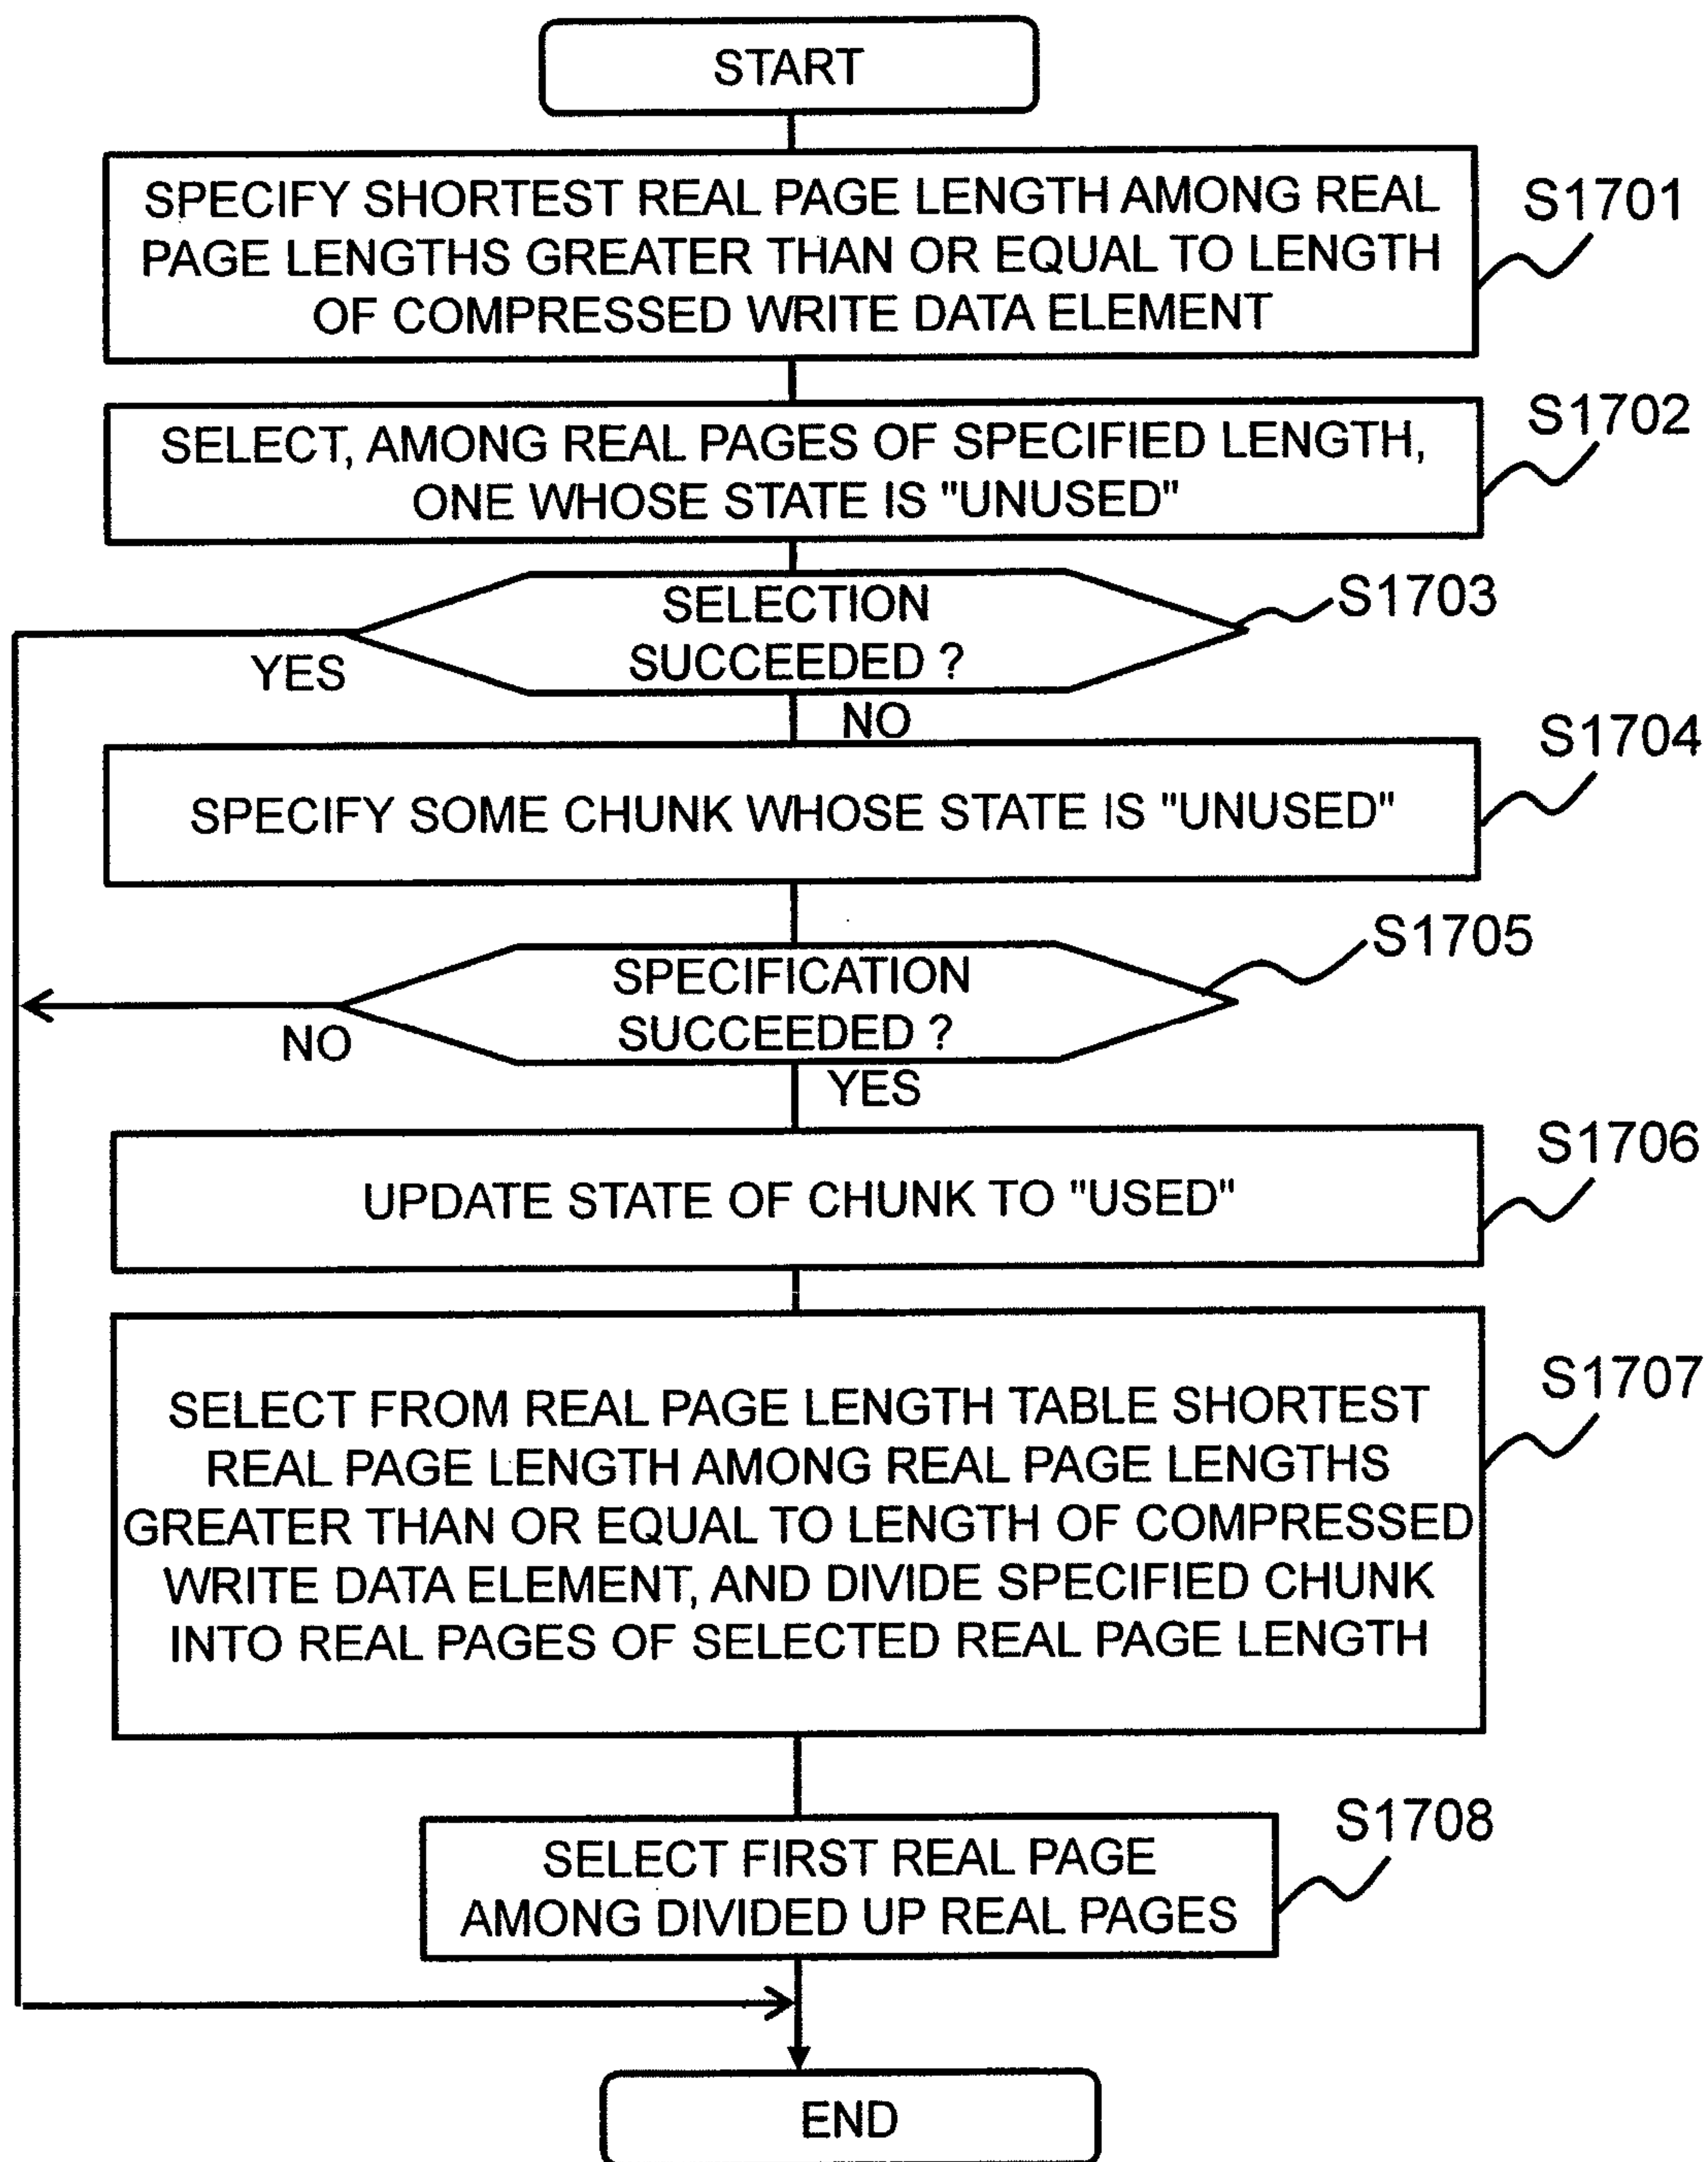 START
SPECIFY SHORTEST REAL PAGE LENGTH AMONG REAL
PAGE LENGTHS GREATER THAN OR EQUAL TO LENGTH
OF COMPRESSED WRITE DATA ELEMENT
S1701
SELECT, AMONG REAL PAGES OF SPECIFIED LENGTH,
ONE WHOSE STATE IS "UNUSED"
S1702
SELECTION
SUCCEEDED ?
S1703
YES
NO
SPECIFY SOME CHUNK WHOSE STATE IS "UNUSED"
S1704
SPECIFICATION
SUCCEEDED ?
S1705
NO
YES
UPDATE STATE OF CHUNK TO "USED"
S1706
SELECT FROM REAL PAGE LENGTH TABLE SHORTEST
REAL PAGE LENGTH AMONG REAL PAGE LENGTHS
GREATER THAN OR EQUAL TO LENGTH OF COMPRESSED
WRITE DATA ELEMENT, AND DIVIDE SPECIFIED CHUNK
INTO REAL PAGES OF SELECTED REAL PAGE LENGTH
S1707
SELECT FIRST REAL PAGE
AMONG DIVIDED UP REAL PAGES
S1708
END